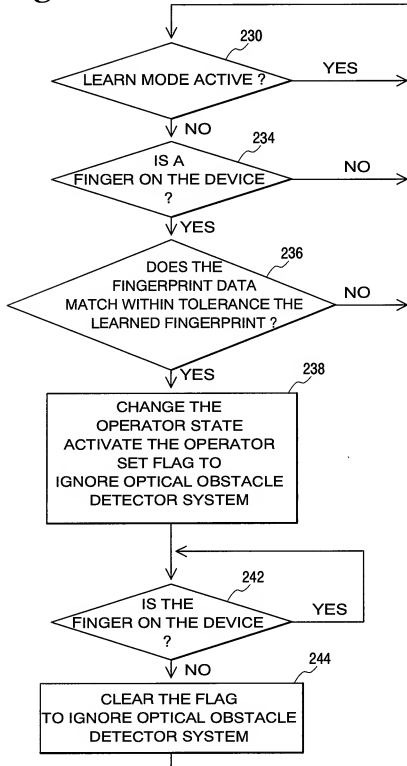 230
LEARN MODE ACTIVE ?
YES
NO
234
IS A
FINGER ON THE DEVICE
?
NO
YES
236
DOES THE
FINGERPRINT DATA
MATCH WITHIN TOLERANCE THE
LEARNED FINGERPRINT ?
NO
YES
238
CHANGE THE
OPERATOR STATE
ACTIVATE THE OPERATOR
SET FLAG TO
IGNORE OPTICAL OBSTACLE
DETECTOR SYSTEM
242
IS THE
FINGER ON THE DEVICE
?
YES
NO
244
CLEAR THE FLAG
TO IGNORE OPTICAL OBSTACLE
DETECTOR SYSTEM